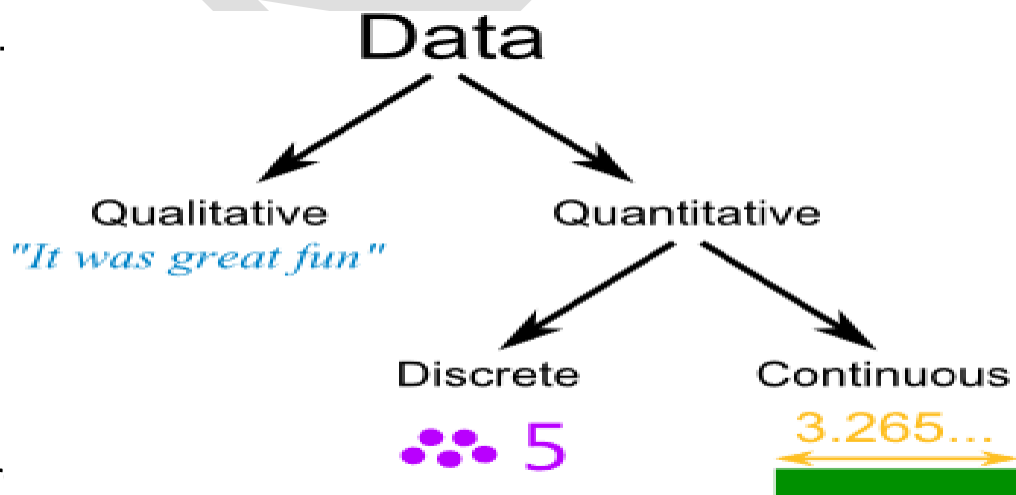 Data
Qualitative
Quantitative
"It was great fun"
Discrete
Continuous
5
3.265...